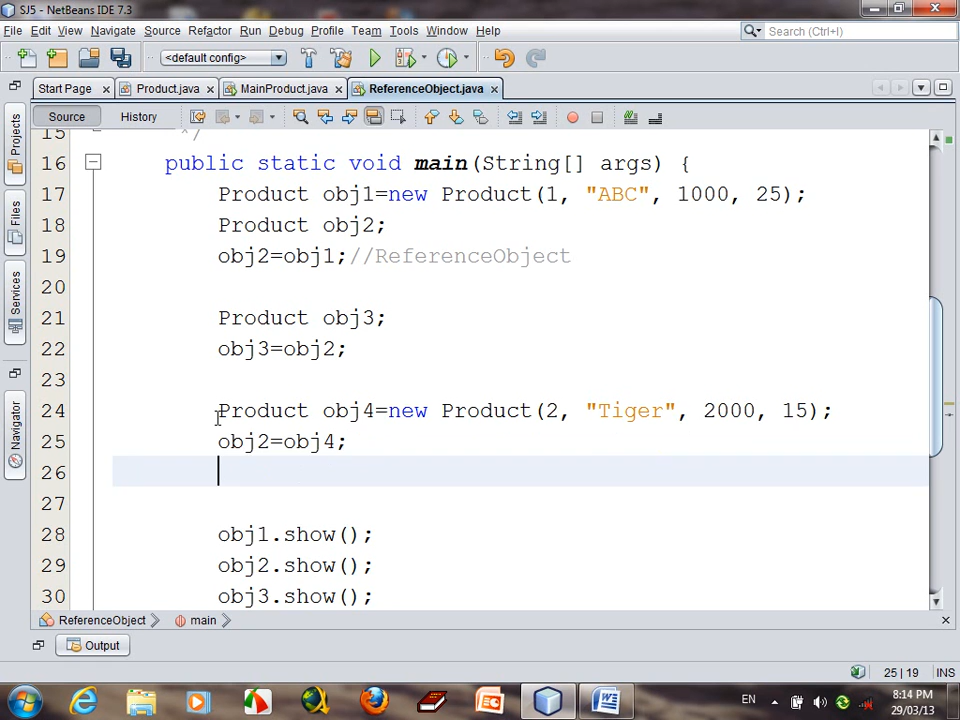 SJ5 - NetBeans IDE 7.3
File Edit View Navigate Source Refactor Run Debug Profile Team Tools Window Help
Search (Ctrl+I)
<default config>
Start Page Product.java MainProduct.java ReferenceObject.java
Source History
Projects
Files
Services
Navigator
15 */
16 public static void main(String[] args) {
17 Product obj1=new Product(1, "ABC", 1000, 25);
18 Product obj2;
19 obj2=obj1;//ReferenceObject
20
21 Product obj3;
22 obj3=obj2;
23
24 Product obj4=new Product(2, "Tiger", 2000, 15);
25 obj2=obj4;
26
27
28 obj1.show();
29 obj2.show();
30 obj3.show();
ReferenceObject main
Output
25 | 19 INS
EN 8:14 PM
29/03/13